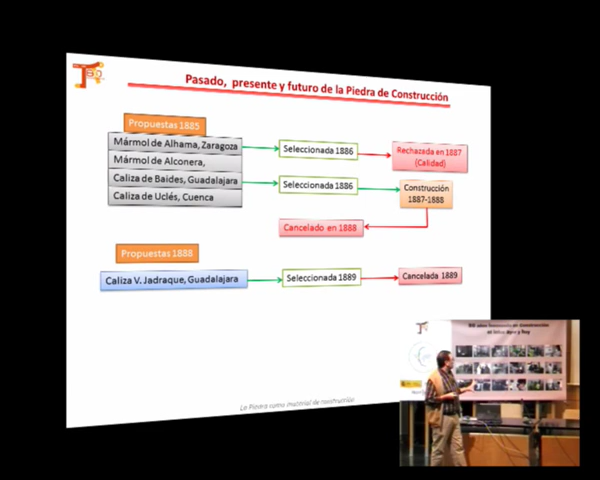 Pasado, presente y futuro de la Piedra de Construcción
Propuestas 1885
Mármol de Alhama, Zaragoza
Seleccionada 1886
Rechazada en 1887
(Calidad)
Mármol de Alconera,
Caliza de Baides, Guadalajara
Seleccionada 1886
Construcción
1887-1888
Caliza de Uclés, Cuenca
Cancelado en 1888
Propuestas 1888
Caliza V. Jadraque, Guadalajara
Seleccionada 1889
Cancelada 1889
La Piedra como material de construcción